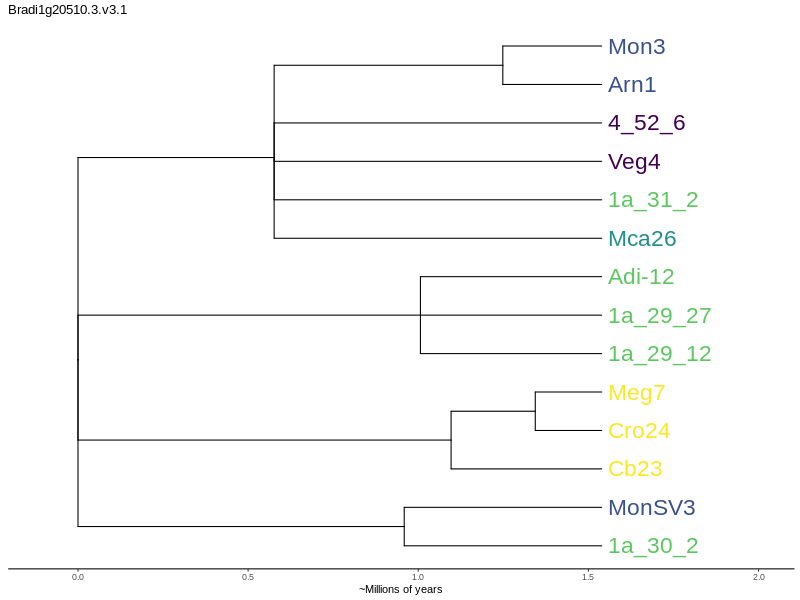 Bradi1g20510.3.v3.1
Mon3
Arn1
4_52_6
Veg4
1a_31_2
Mca26
Adi-12
1a_29_27
1a_29_12
Meg7
Cro24
Cb23
MonSV3
1a_30_2
0.0 0.5 1.0 1.5 2.0
~Millions of years